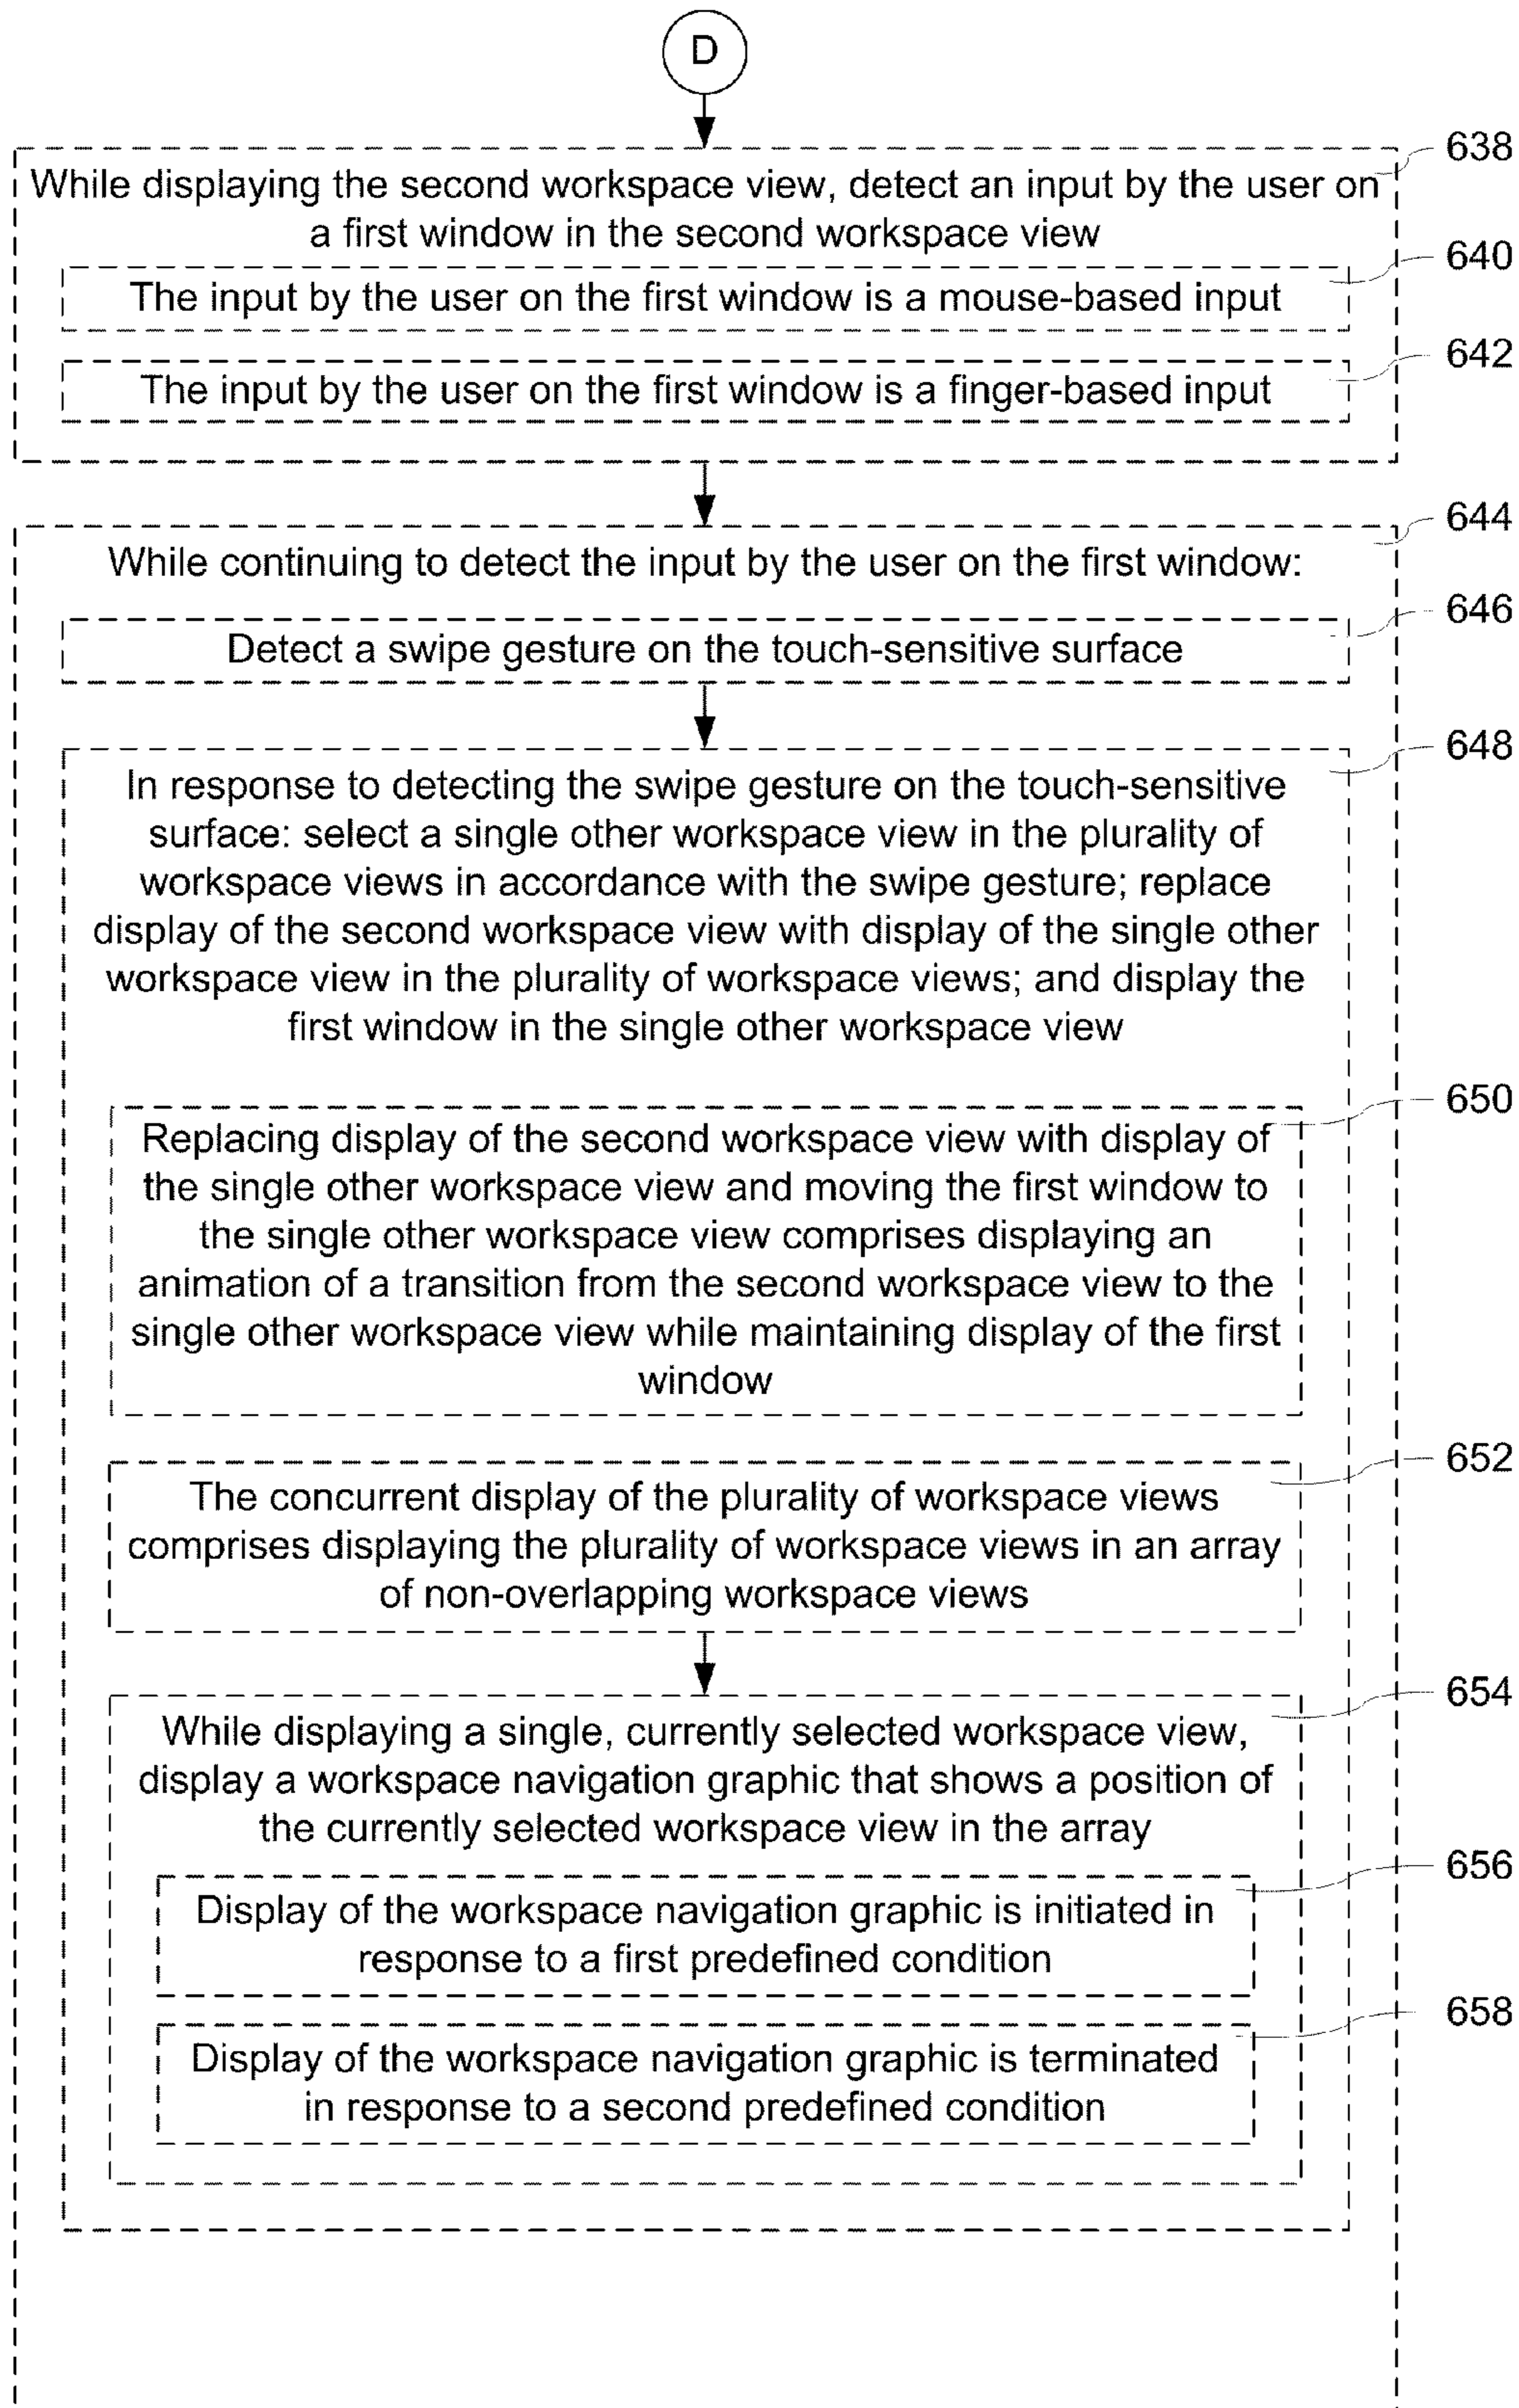 D
638
While displaying the second workspace view, detect an input by the user on
a first window in the second workspace view
640
The input by the user on the first window is a mouse-based input
642
The input by the user on the first window is a finger-based input
644
While continuing to detect the input by the user on the first window:
646
Detect a swipe gesture on the touch-sensitive surface
648
In response to detecting the swipe gesture on the touch-sensitive
surface: select a single other workspace view in the plurality of
workspace views in accordance with the swipe gesture; replace
display of the second workspace view with display of the single other
workspace view in the plurality of workspace views; and display the
first window in the single other workspace view
650
Replacing display of the second workspace view with display of
the single other workspace view and moving the first window to
the single other workspace view comprises displaying an
animation of a transition from the second workspace view to the
single other workspace view while maintaining display of the first
window
652
The concurrent display of the plurality of workspace views
comprises displaying the plurality of workspace views in an array
of non-overlapping workspace views
654
While displaying a single, currently selected workspace view,
display a workspace navigation graphic that shows a position of
the currently selected workspace view in the array
656
Display of the workspace navigation graphic is initiated in
response to a first predefined condition
658
Display of the workspace navigation graphic is terminated
in response to a second predefined condition